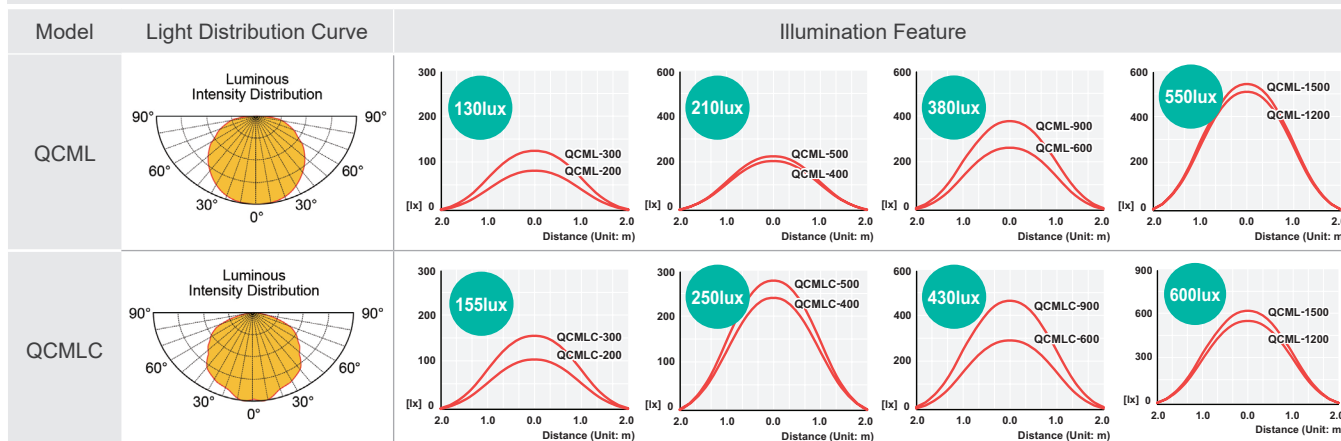 Model
Light Distribution Curve
Illumination Feature
QCML
Luminous
Intensity Distribution
90° 90°
60° 60°
30° 30°
0°
130lux
300
200
100
[lx] 0
QCML-300
QCML-200
2.0 1.0 0.0 1.0 2.0
Distance (Unit: m)
210lux
600
400
200
[lx] 0
QCML-500
QCML-400
2.0 1.0 0.0 1.0 2.0
Distance (Unit: m)
380lux
600
400
200
[lx] 0
QCML-900
QCML-600
2.0 1.0 0.0 1.0 2.0
Distance (Unit: m)
550lux
600
400
200
[lx] 0
QCML-1500
QCML-1200
2.0 1.0 0.0 1.0 2.0
Distance (Unit: m)
QCMLC
Luminous
Intensity Distribution
90° 90°
60° 60°
30° 30°
0°
155lux
300
200
100
[lx] 0
QCMLC-300
QCMLC-200
2.0 1.0 0.0 1.0 2.0
Distance (Unit: m)
250lux
300
200
100
[lx] 0
QCMLC-500
QCMLC-400
2.0 1.0 0.0 1.0 2.0
Distance (Unit: m)
430lux
600
400
200
[lx] 0
QCMLC-900
QCMLC-600
2.0 1.0 0.0 1.0 2.0
Distance (Unit: m)
600lux
900
600
300
[lx] 0
QCML-1500
QCML-1200
2.0 1.0 0.0 1.0 2.0
Distance (Unit: m)